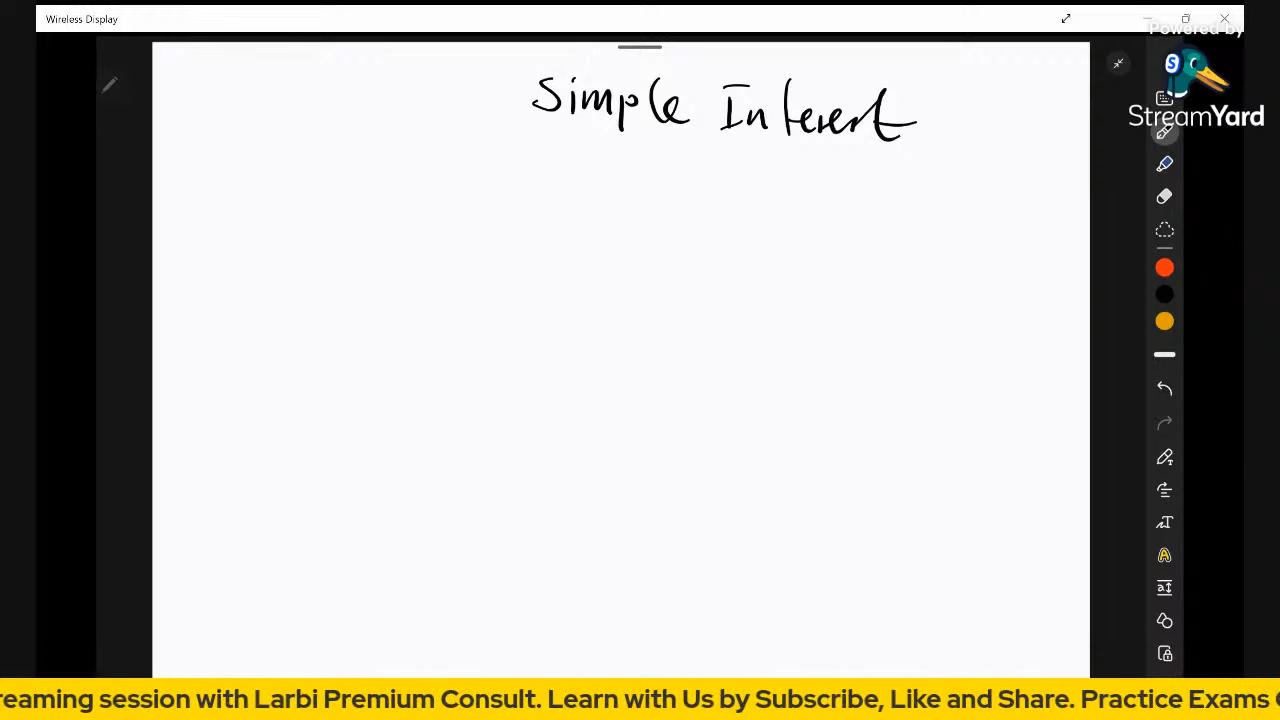 Wireless Display
Powered by
StreamYard
Simple Interest
reaming session with Larbi Premium Consult. Learn with Us by Subscribe, Like and Share. Practice Exams